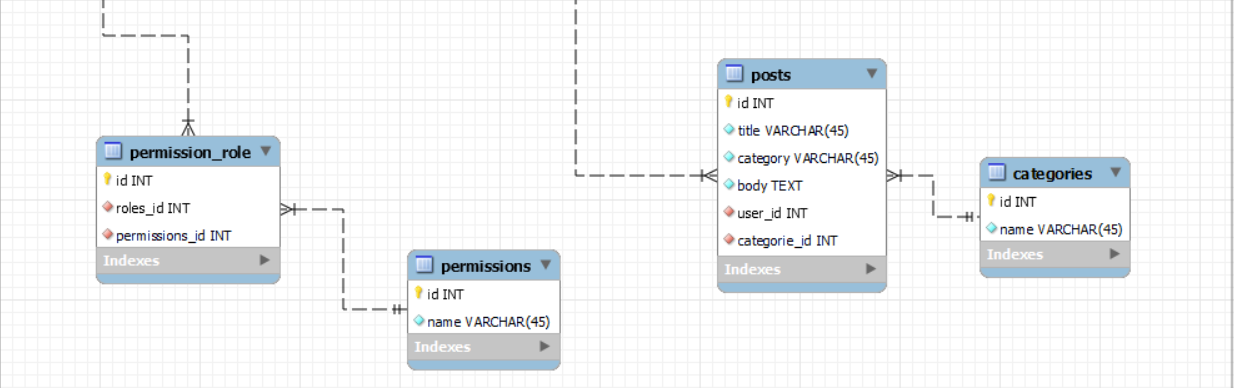 permission_role
id INT
roles_id INT
permissions_id INT
Indexes
permissions
id INT
name VARCHAR(45)
Indexes
posts
id INT
title VARCHAR(45)
category VARCHAR(45)
body TEXT
user_id INT
categorie_id INT
Indexes
categories
id INT
name VARCHAR(45)
Indexes